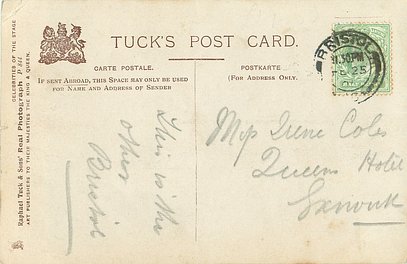 TUCK'S POST CARD.
CARTE POSTALE.
IF SENT ABROAD, THIS SPACE MAY ONLY BE USED
FOR NAME AND ADDRESS OF SENDER
POSTKARTE
(FOR ADDRESS ONLY.
CELEBRITIES OF THE STAGE
Raphael Tuck & Sons' Real Photograph
ART PUBLISHERS TO THEIR MAJESTIES THE KING & QUEEN.
BRISTOL
25
This is the
other
Bristol
Miss Irene Coles
Queens Hotel